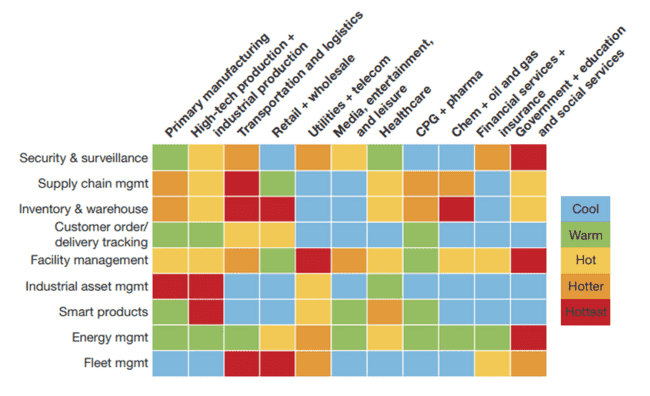 Primary manufacturing
High-tech production +
industrial production
Transportation and logistics
Retail + wholesale
Utilities + telecom
Media, entertainment,
and leisure
Healthcare
CPG + pharma
Chem + oil and gas
Financial services +
insurance
Government + education
and social services
Security & surveillance
Supply chain mgmt
Inventory & warehouse
Customer order/
delivery tracking
Facility management
Industrial asset mgmt
Smart products
Energy mgmt
Fleet mgmt
Cool
Warm
Hot
Hotter
Hottest